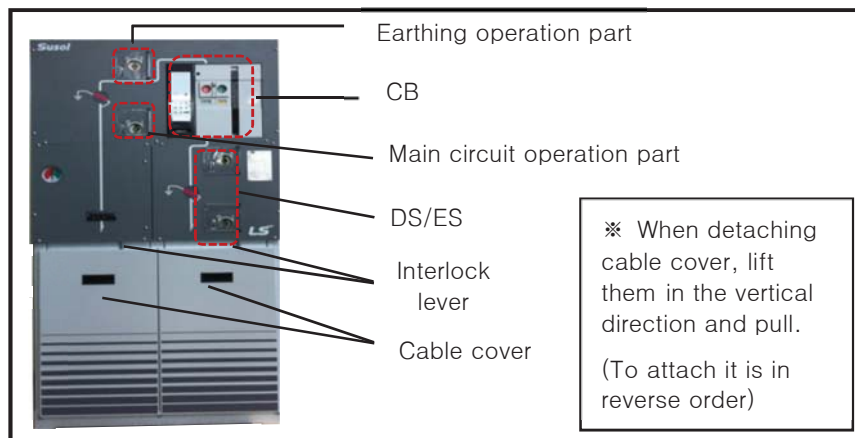 Susol
Earthing operation part
CB
Main circuit operation part
DS/ES
LS
Interlock
lever
Cable cover
※ When detaching
cable cover, lift
them in the vertical
direction and pull.
(To attach it is in
reverse order)